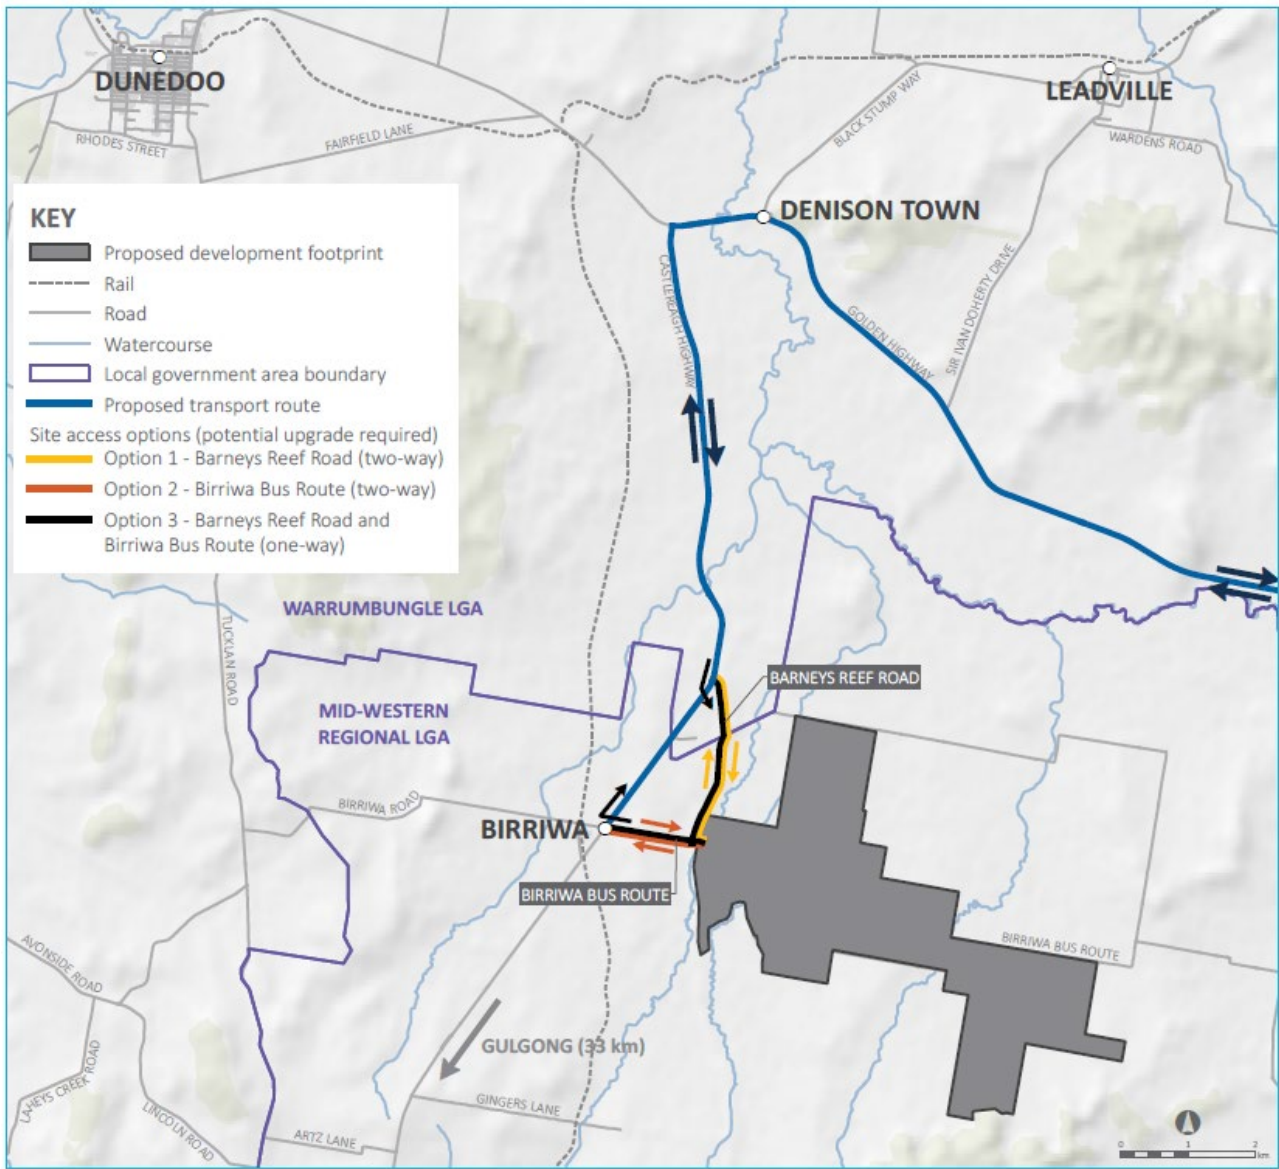 DUNEDOO
LEADVILLE
RHODES STREET
FAIRFIELD LANE
BLACK STUMP WAY
WARDENS ROAD
KEY
Proposed development footprint
Rail
Road
Watercourse
Local government area boundary
Proposed transport route
Site access options (potential upgrade required)
Option 1 - Barneys Reef Road (two-way)
Option 2 - Birriwa Bus Route (two-way)
Option 3 - Barneys Reef Road and
Birriwa Bus Route (one-way)
DENISON TOWN
CASTLEREAGH HIGHWAY
GOLDEN HIGHWAY
SIR IVAN DOHERTY DRIVE
WARRUMBUNGLE LGA
TUCKLAN ROAD
MID-WESTERN
REGIONAL LGA
BARNEYS REEF ROAD
BIRRIWA ROAD
BIRRIWA
BIRRIWA BUS ROUTE
BIRRIWA BUS ROUTE
AVONSIDE ROAD
GULGONG (33 km)
LAHEYS CREEK ROAD
LINCOLN ROAD
ARTZ LANE
GINGERS LANE
0 1 2
km